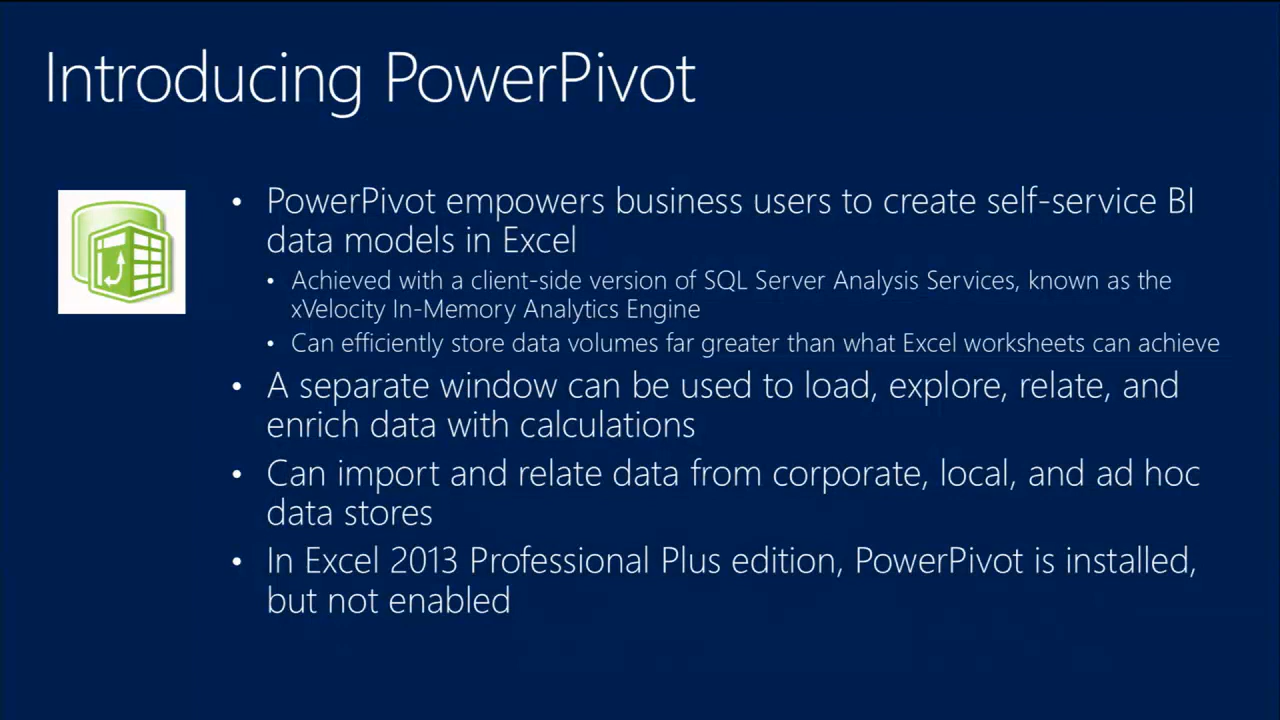 Introducing PowerPivot
• PowerPivot empowers business users to create self-service BI
data models in Excel
• Achieved with a client-side version of SQL Server Analysis Services, known as the
xVelocity In-Memory Analytics Engine
• Can efficiently store data volumes far greater than what Excel worksheets can achieve
• A separate window can be used to load, explore, relate, and
enrich data with calculations
• Can import and relate data from corporate, local, and ad hoc
data stores
• In Excel 2013 Professional Plus edition, PowerPivot is installed,
but not enabled